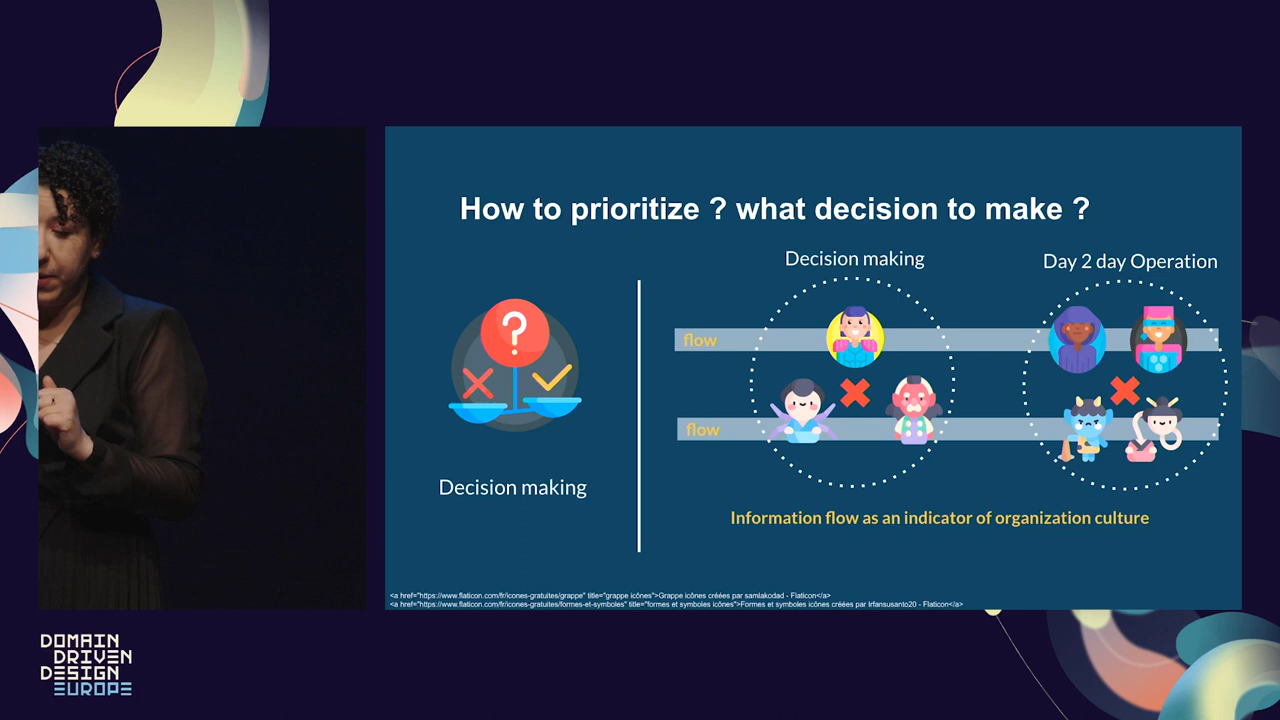 How to prioritize ? what decision to make ?
Decision making
Day 2 day Operation
flow
flow
Decision making
Information flow as an indicator of organization culture
<a href="https://www.flaticon.com/fr/icones-gratuites/grappe" title="grappe icônes">Grappe icônes créées par samlakodad - Flaticon</a>
<a href="https://www.flaticon.com/fr/icones-gratuites/formes-et-symboles" title="formes et symboles icônes">Formes et symboles icônes créées par Irfansusanto20 - Flaticon</a>
DOMAIN
DRIVEN
DESIGN
EUROPE